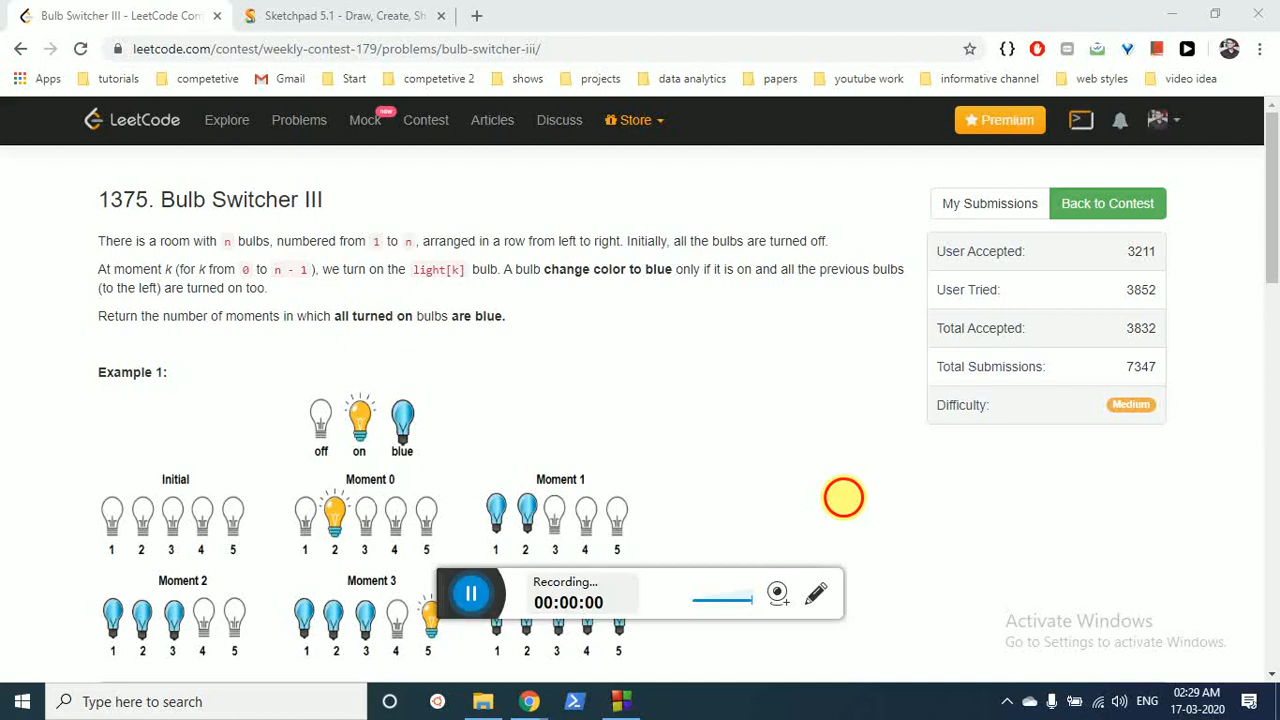 Bulb Switcher III - LeetCode Con
Sketchpad 5.1 - Draw, Create, Sh
leetcode.com/contest/weekly-contest-179/problems/bulb-switcher-iii/
Apps tutorials competetive Gmail Start competetive 2 shows projects data analytics papers youtube work informative channel web styles video idea
LeetCode Explore Problems Mock new Contest Articles Discuss Store Premium
1375. Bulb Switcher III
My Submissions Back to Contest
There is a room with n bulbs, numbered from 1 to n, arranged in a row from left to right. Initially, all the bulbs are turned off.
At moment k (for k from 0 to n - 1), we turn on the light[k] bulb. A bulb change color to blue only if it is on and all the previous bulbs
(to the left) are turned on too.
Return the number of moments in which all turned on bulbs are blue.
User Accepted: 3211
User Tried: 3852
Total Accepted: 3832
Total Submissions: 7347
Difficulty: Medium
Example 1:
off on blue
Initial Moment 0 Moment 1
1 2 3 4 5 1 2 3 4 5 1 2 3 4 5
Moment 2 Moment 3
1 2 3 4 5 1 2 3 4 5 1 2 3 4 5
Recording...
00:00:00
Activate Windows
Go to Settings to activate Windows.
Type here to search
ENG
02:29 AM
17-03-2020